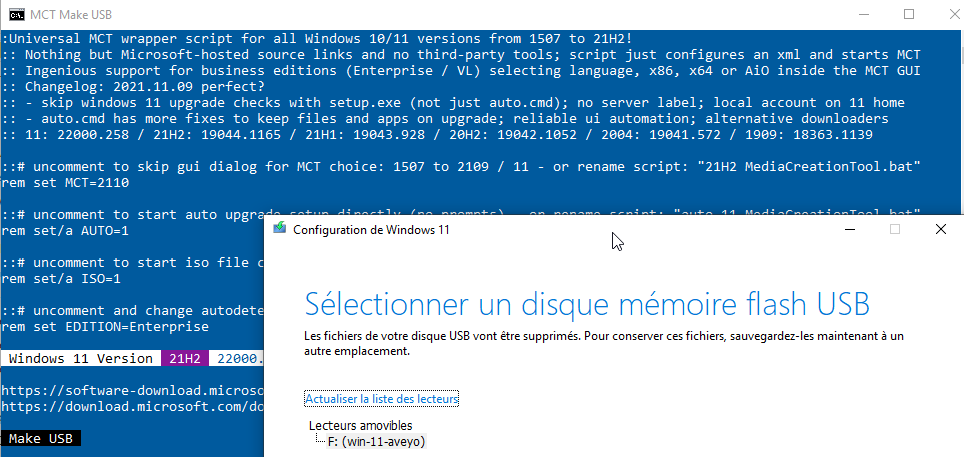 MCT Make USB
:Universal MCT wrapper script for all Windows 10/11 versions from 1507 to 21H2!
:: Nothing but Microsoft-hosted source links and no third-party tools; script just configures an xml and starts MCT
:: Ingenious support for business editions (Enterprise / VL) selecting language, x86, x64 or AiO inside the MCT GUI
:: Changelog: 2021.11.09 perfect?
:: - skip windows 11 upgrade checks with setup.exe (not just auto.cmd); no server label; local account on 11 home
:: - auto.cmd has more fixes to keep files and apps on upgrade; reliable ui automation; alternative downloaders
:: 11: 22000.258 / 21H2: 19044.1165 / 21H1: 19043.928 / 20H2: 19042.1052 / 2004: 19041.572 / 1909: 18363.1139
::# uncomment to skip gui dialog for MCT choice: 1507 to 2109 / 11 - or rename script: "21H2 MediaCreationTool.bat"
rem set MCT=2110
::# uncomment to start auto upgrade setup directly (no prompts) - or rename script: "auto 11 MediaCreationTool.bat"
rem set/a AUTO=1
::# uncomment to start iso file c
rem set/a ISO=1
::# uncomment and change autodete
rem set EDITION=Enterprise
Windows 11 Version 21H2 22000.
https://software-download.microso
https://download.microsoft.com/do
Make USB
Configuration de Windows 11
Sélectionner un disque mémoire flash USB
Les fichiers de votre disque USB vont être supprimés. Pour conserver ces fichiers, sauvegardez-les maintenant à un
autre emplacement.
Actualiser la liste des lecteurs
Lecteurs amovibles
F: (win-11-aveyo)